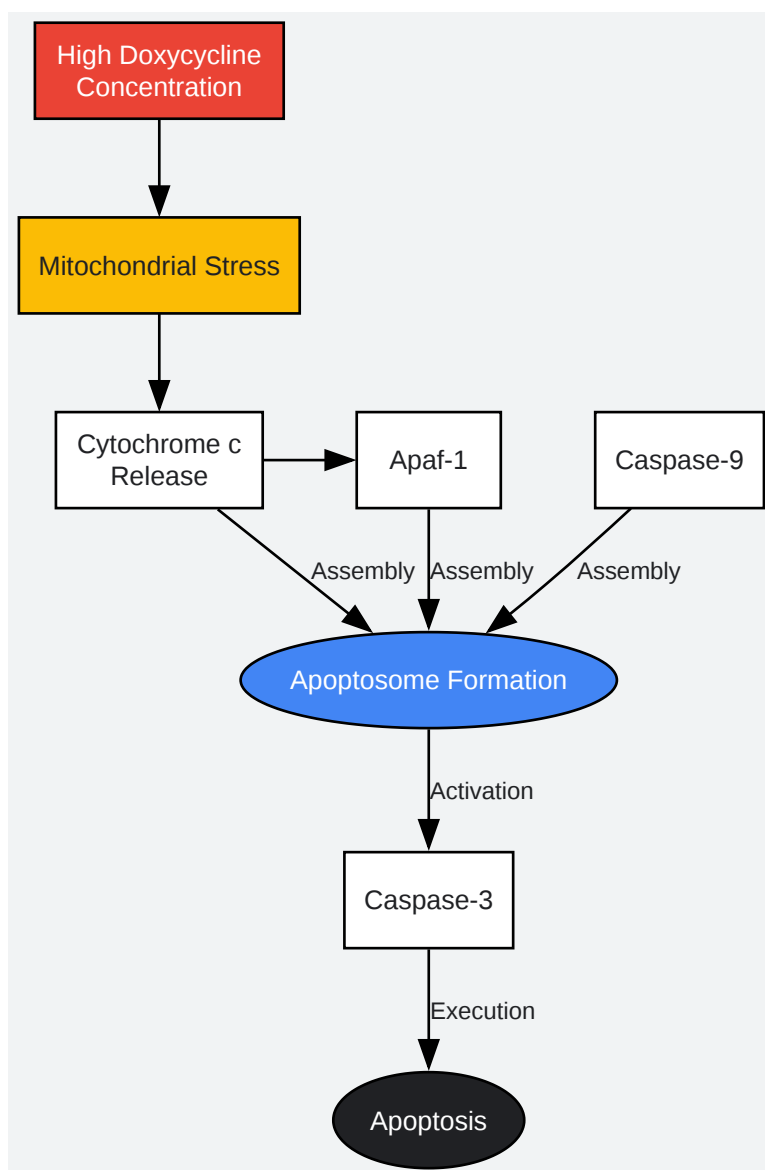 High Doxycycline
Concentration
Mitochondrial Stress
Cytochrome c
Release
Apaf-1
Caspase-9
Assembly
Assembly
Assembly
Apoptosome Formation
Activation
Caspase-3
Execution
Apoptosis